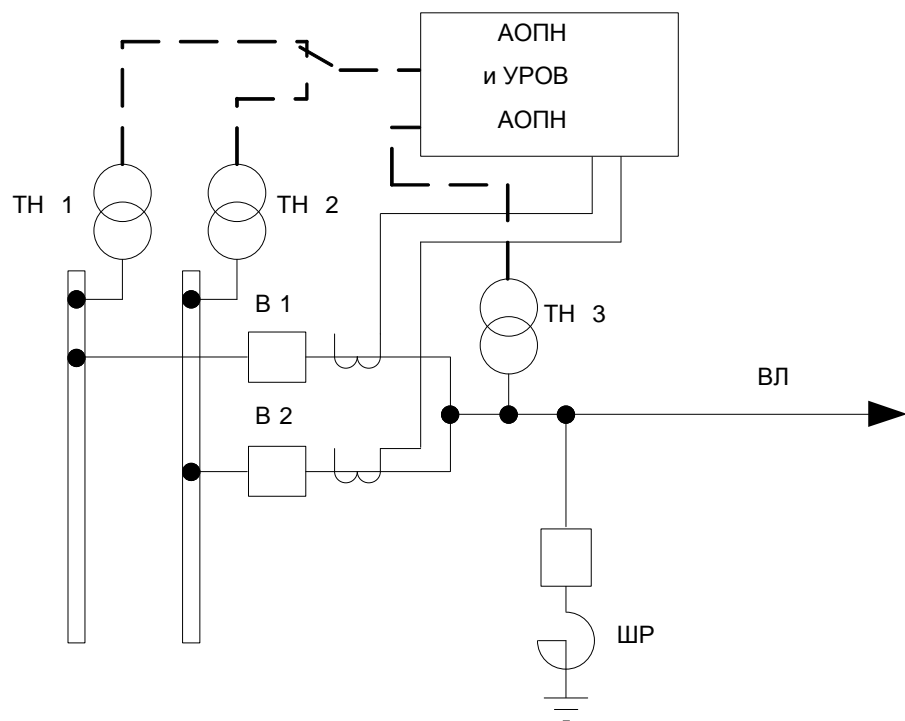 АОПН
и УРОВ
АОПН
ТН 1
ТН 2
В 1
ТН 3
ВЛ
В 2
ШР